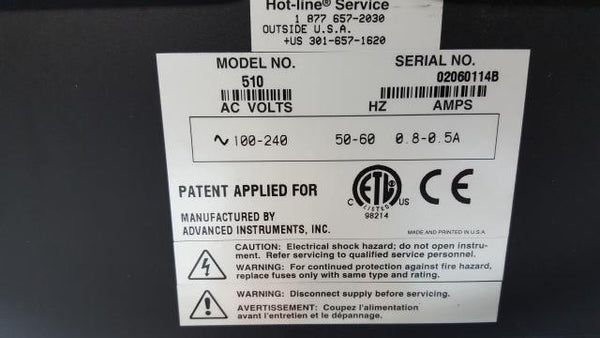 Hot-line® Service
1 877 657-2030
OUTSIDE U.S.A.
+US 301-657-1620
MODEL NO.
510
SERIAL NO.
02060114B
AC VOLTS HZ AMPS
∿ 100-240 50-60 0.8-0.5A
PATENT APPLIED FOR
C ETL US
LISTED
98214
CE
MANUFACTURED BY
ADVANCED INSTRUMENTS, INC.
MADE AND PRINTED IN U.S.A.
CAUTION: Electrical shock hazard; do not open instru-
ment. Refer servicing to qualified service personnel.
WARNING: For continued protection against fire hazard,
replace fuses only with same type and rating.
WARNING: Disconnect supply before servicing.
AVERTISSEMENT: Coupez l'alimentation
avant l'entretien et le dépannage.